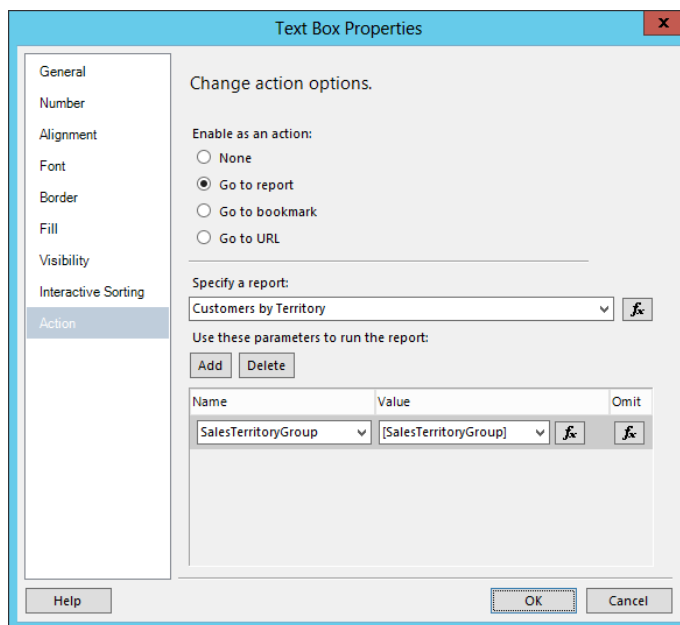 Text Box Properties
x
General
Number
Alignment
Font
Border
Fill
Visibility
Interactive Sorting
Action
Change action options.
Enable as an action:
None
Go to report
Go to bookmark
Go to URL
Specify a report:
Customers by Territory
fx
Use these parameters to run the report:
Add Delete
Name Value Omit
SalesTerritoryGroup [SalesTerritoryGroup] fx fx
Help OK Cancel